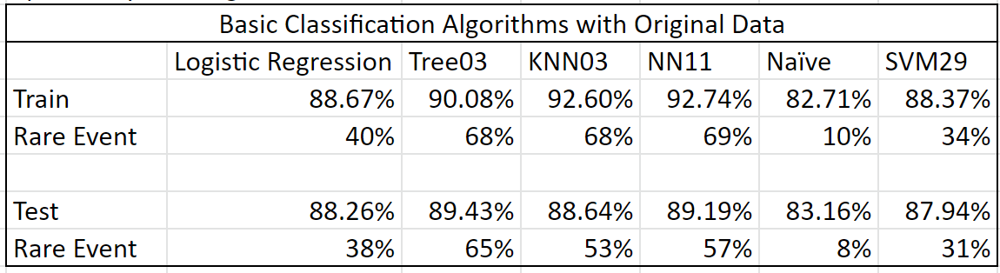 Basic Classification Algorithms with Original Data
Logistic Regression Tree03 KNN03 NN11 Naïve SVM29
Train 88.67% 90.08% 92.60% 92.74% 82.71% 88.37%
Rare Event 40% 68% 68% 69% 10% 34%
Test 88.26% 89.43% 88.64% 89.19% 83.16% 87.94%
Rare Event 38% 65% 53% 57% 8% 31%